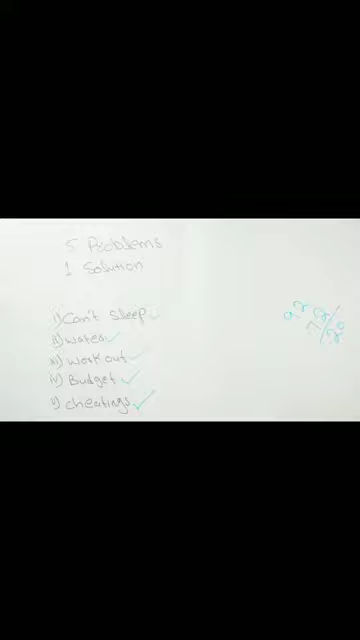 5 Problems
1 Solution
i) Can't sleep
ii) water
iii) Work out
iv) Budget
v) cheatings